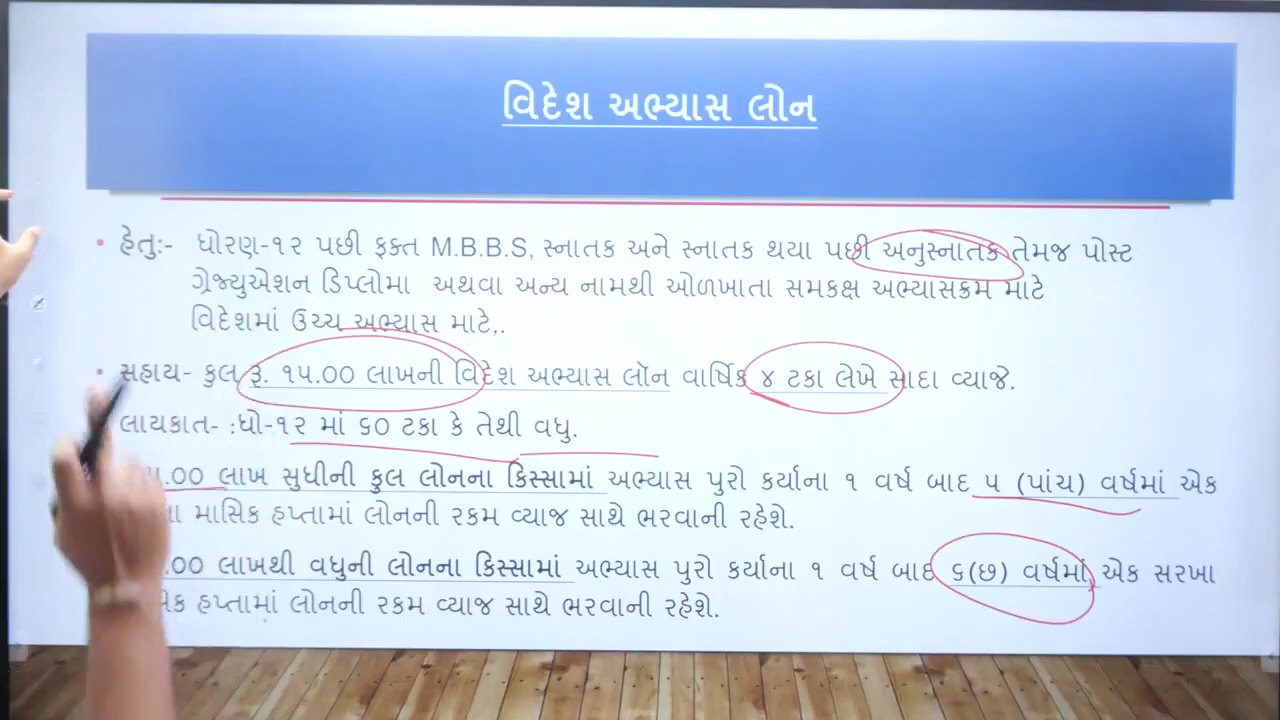 વિદેશ અભ્યાસ લોન
• હેતુઃ- ધોરણ-૧૨ પછી ફક્ત M.B.B.S, સ્નાતક અને સ્નાતક થયા પછી અનુસ્નાતક તેમજ પોસ્ટ
ગ્રેજ્યુએશન ડિપ્લોમા અથવા અન્ય નામથી ઓળખાતા સમકક્ષ અભ્યાસક્રમ માટે
વિદેશમાં ઉચ્ચ અભ્યાસ માટે,.
• સહાય- કુલ રૂ. ૧૫.૦૦ લાખની વિદેશ અભ્યાસ લૉન વાર્ષિક ૪ ટકા લેખે સાદા વ્યાજે.
લાયકાત- :ધો-૧૨ માં ૬૦ ટકા કે તેથી વધુ.
.૦૦ લાખ સુધીની કુલ લોનના કિસ્સામાં અભ્યાસ પુરો કર્યાના ૧ વર્ષ બાદ ૫ (પાંચ) વર્ષમાં એક
માસિક હપ્તામાં લોનની રકમ વ્યાજ સાથે ભરવાની રહેશે.
.૦૦ લાખથી વધુની લોનના કિસ્સામાં અભ્યાસ પુરો કર્યાના ૧ વર્ષ બાદ ૬(છ) વર્ષમાં, એક સરખા
હપ્તામાં લોનની રકમ વ્યાજ સાથે ભરવાની રહેશે.